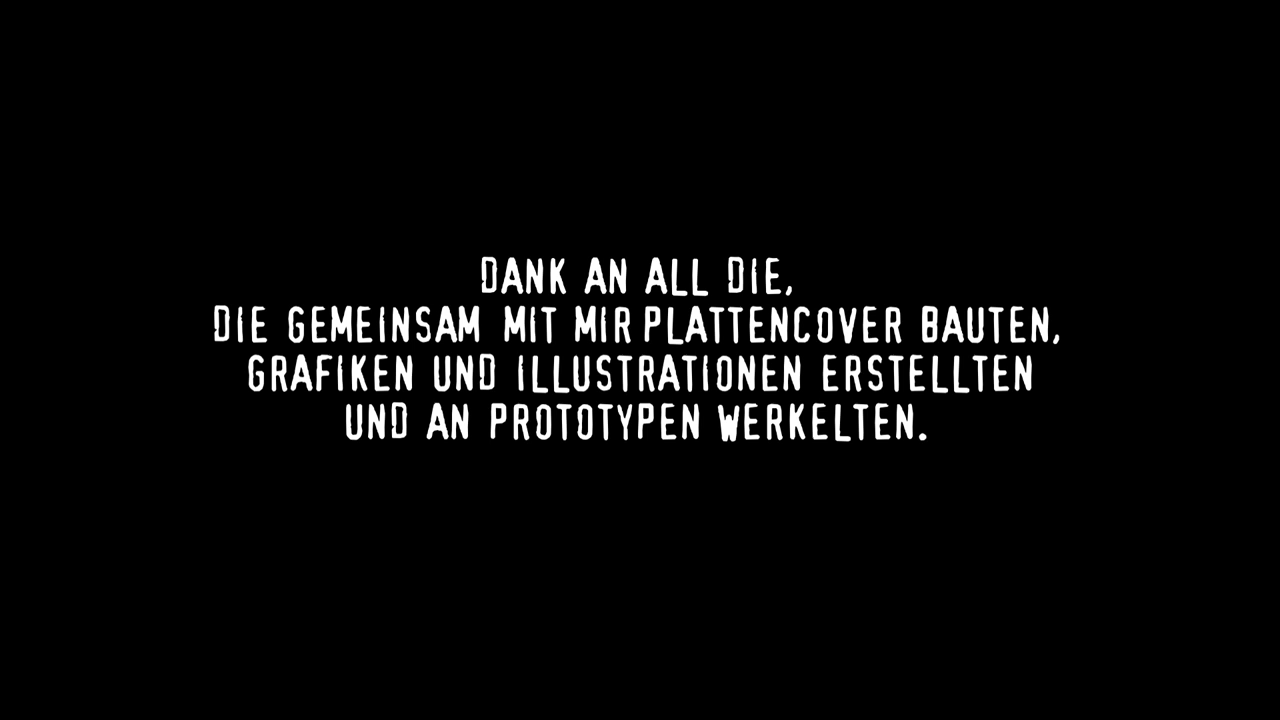 DANK AN ALL DIE,
DIE GEMEINSAM MIT MIR PLATTENCOVER BAUTEN,
GRAFIKEN UND ILLUSTRATIONEN ERSTELLTEN
UND AN PROTOTYPEN WERKELTEN.